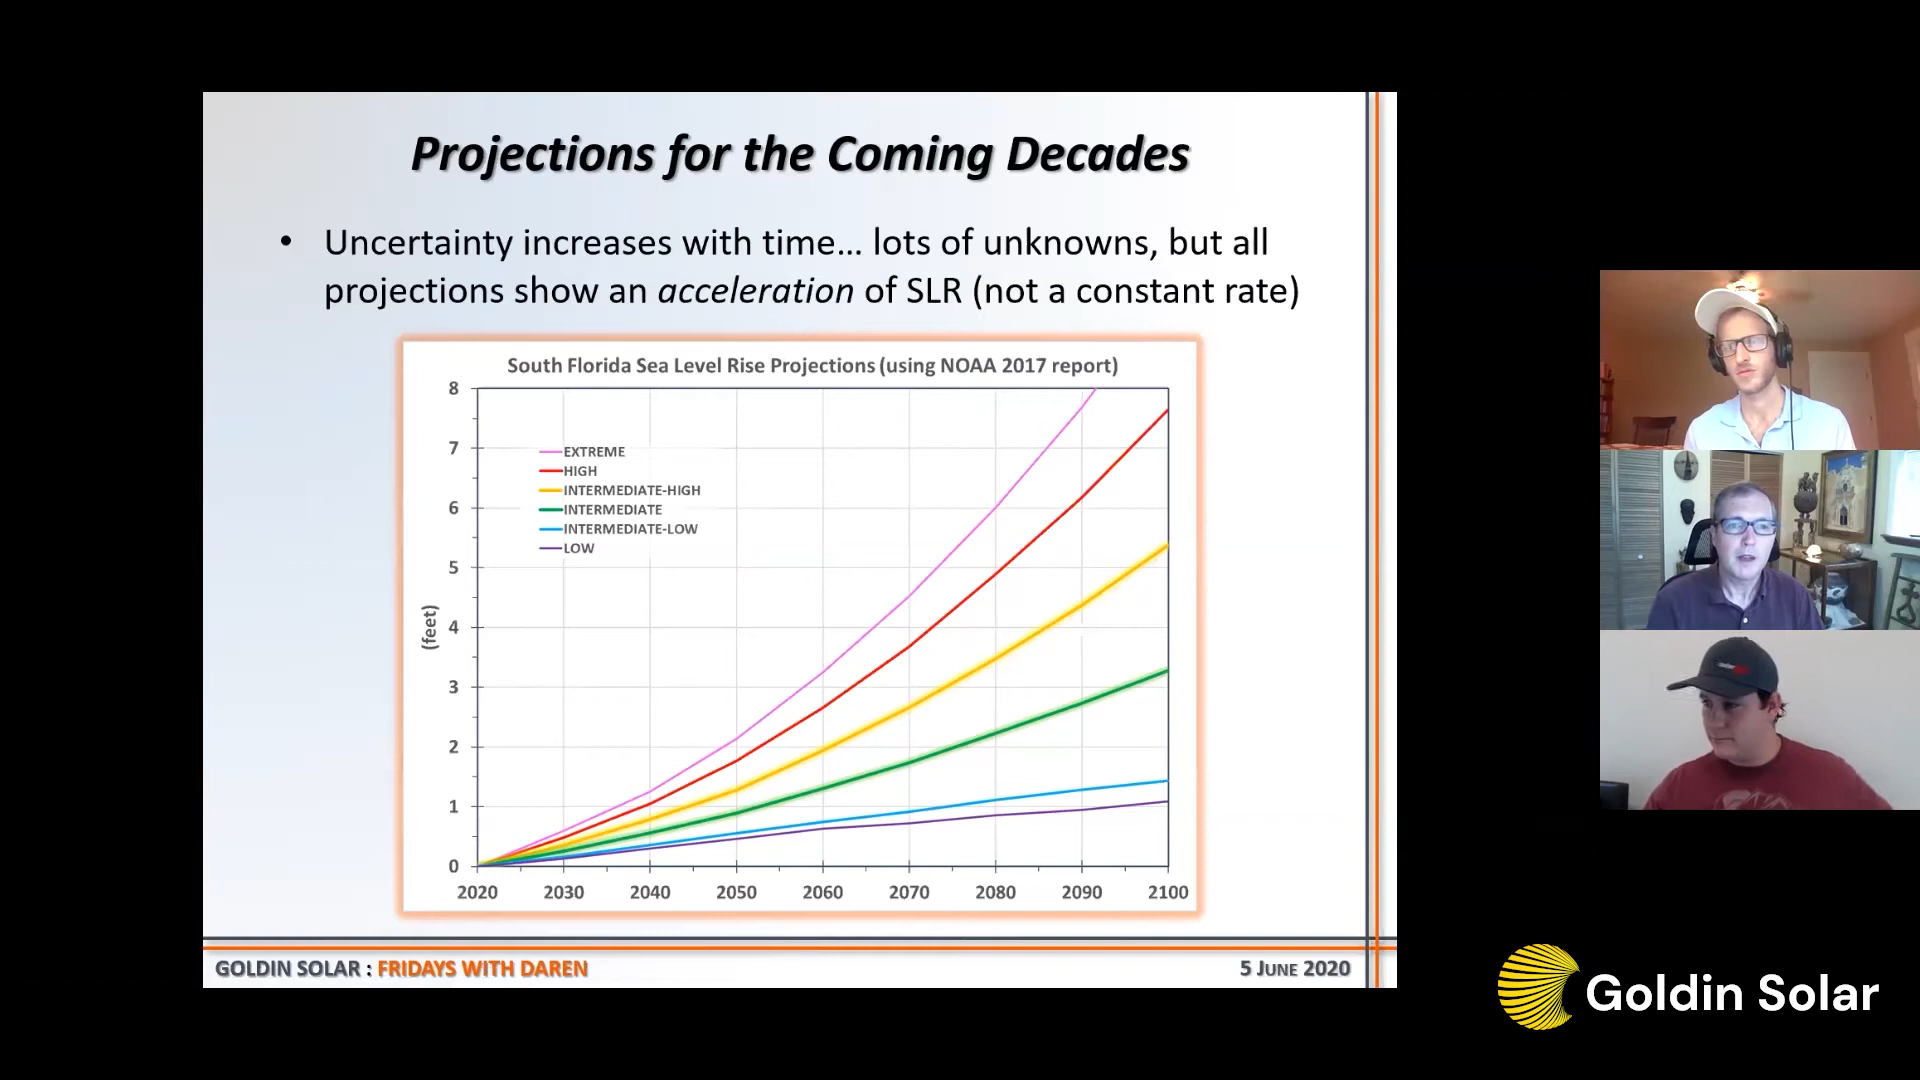 Projections for the Coming Decades
• Uncertainty increases with time... lots of unknowns, but all
projections show an acceleration of SLR (not a constant rate)
South Florida Sea Level Rise Projections (using NOAA 2017 report)
8
7
6
5
4
3
2
1
0
(feet)
EXTREME
HIGH
INTERMEDIATE-HIGH
INTERMEDIATE
INTERMEDIATE-LOW
LOW
2020 2030 2040 2050 2060 2070 2080 2090 2100
GOLDIN SOLAR : FRIDAYS WITH DAREN
5 JUNE 2020
Goldin Solar